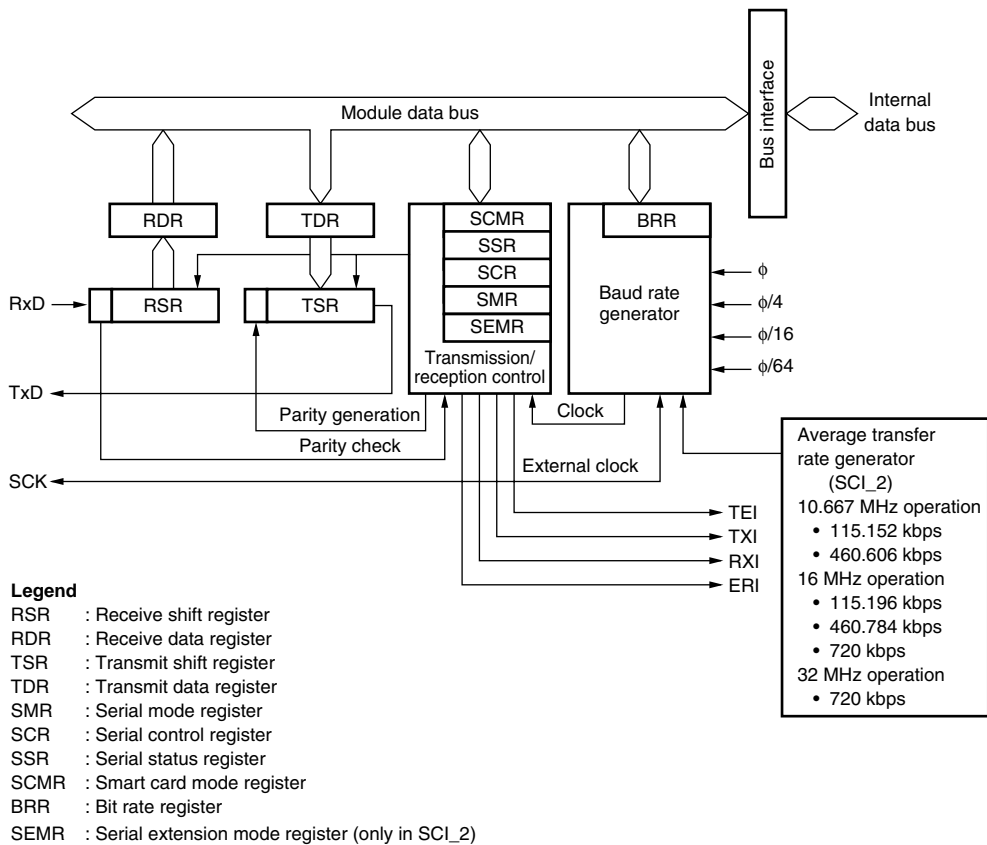 Module data bus
Bus interface
Internal
data bus
RDR
TDR
SCMR
SSR
SCR
SMR
SEMR
Transmission/
reception control
BRR
Baud rate
generator
ϕ
ϕ/4
ϕ/16
ϕ/64
RxD
RSR
TSR
TxD
Parity generation
Parity check
Clock
External clock
SCK
TEI
TXI
RXI
ERI
Average transfer
rate generator
(SCI_2)
10.667 MHz operation
• 115.152 kbps
• 460.606 kbps
16 MHz operation
• 115.196 kbps
• 460.784 kbps
• 720 kbps
32 MHz operation
• 720 kbps
Legend
RSR : Receive shift register
RDR : Receive data register
TSR : Transmit shift register
TDR : Transmit data register
SMR : Serial mode register
SCR : Serial control register
SSR : Serial status register
SCMR : Smart card mode register
BRR : Bit rate register
SEMR : Serial extension mode register (only in SCI_2)